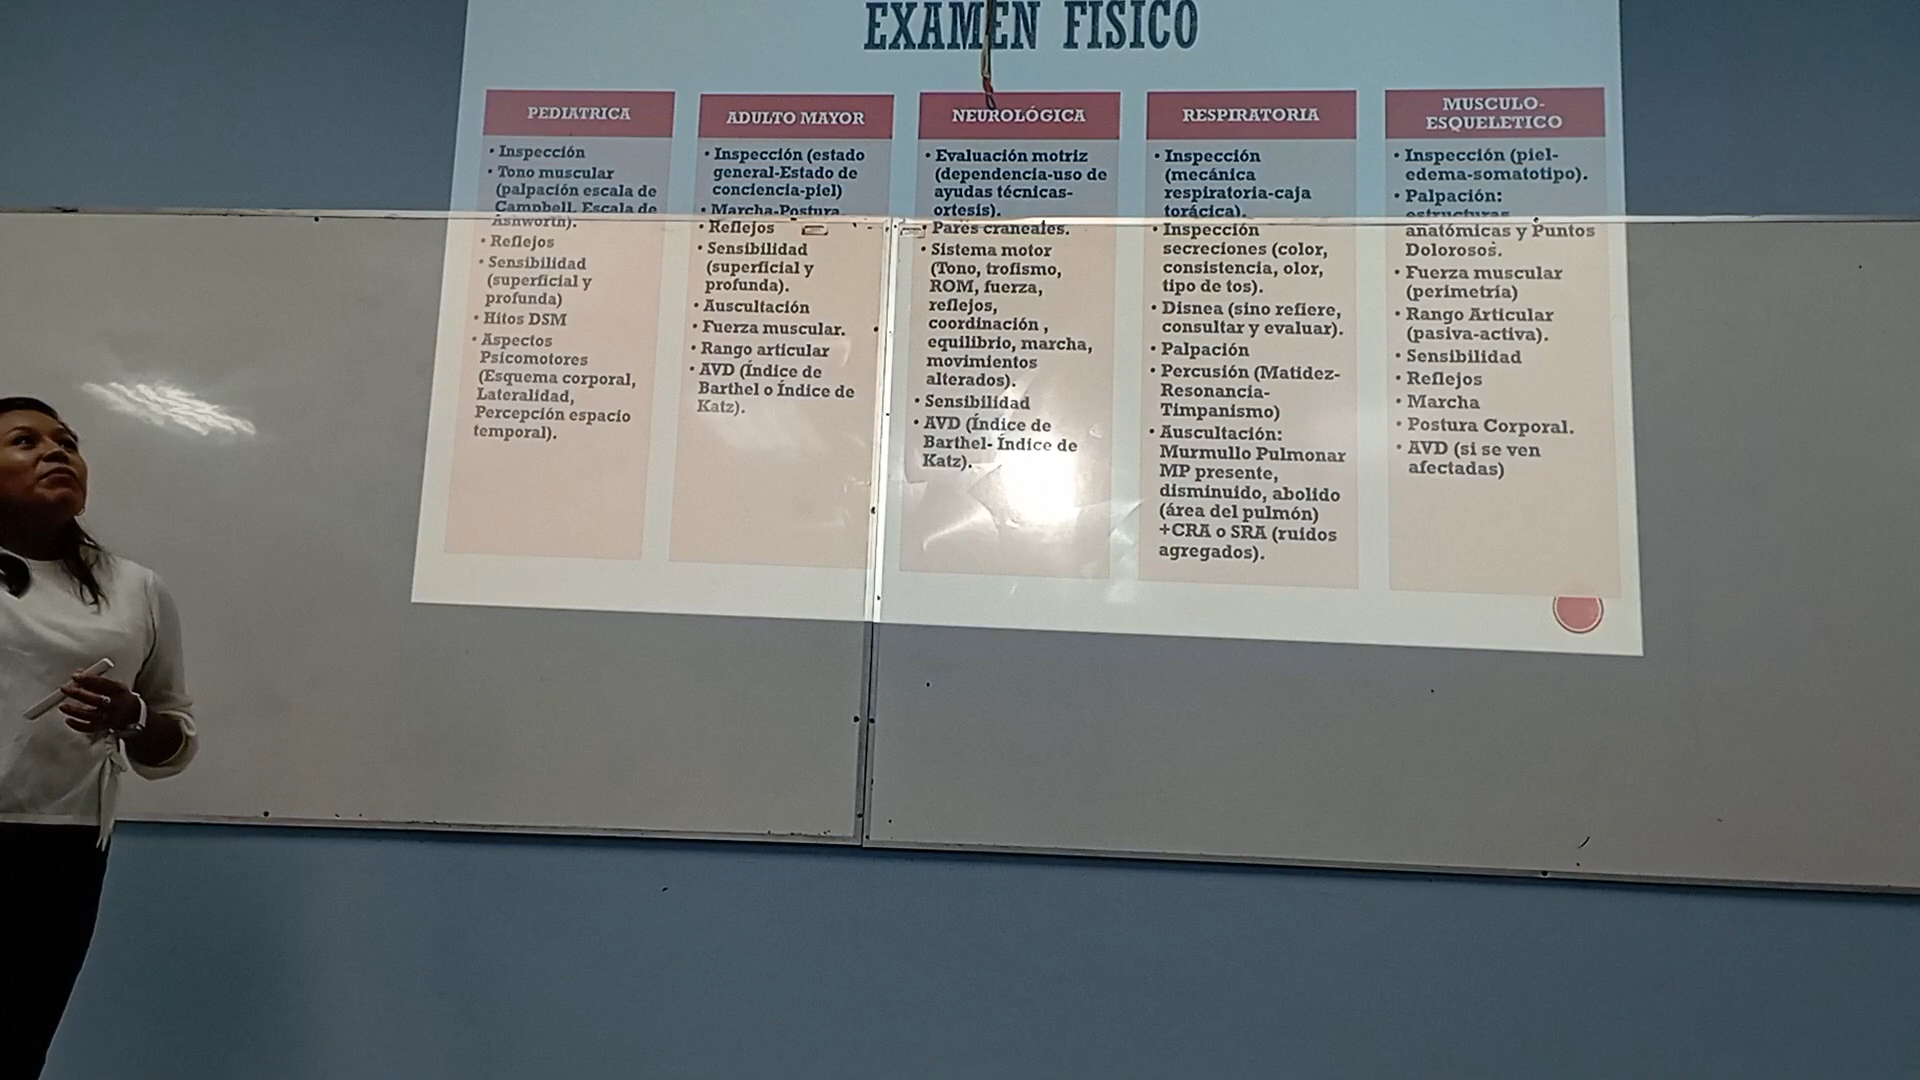 EXAMEN FISICO
PEDIATRICA
• Inspección
• Tono muscular
(palpación escala de
Campbell. Escala de
Ashworth).
• Reflejos
• Sensibilidad
(superficial y
profunda)
• Hitos DSM
• Aspectos
Psicomotores
(Esquema corporal,
Lateralidad,
Percepción espacio
temporal).
ADULTO MAYOR
• Inspección (estado
general-Estado de
conciencia-piel)
• Marcha-Postura.
• Reflejos
• Sensibilidad
(superficial y
profunda).
• Auscultación
• Fuerza muscular.
• Rango articular
• AVD (Índice de
Barthel o Índice de
Katz).
NEUROLÓGICA
• Evaluación motriz
(dependencia-uso de
ayudas técnicas-
ortesis).
• Pares craneales.
• Sistema motor
(Tono, trofismo,
ROM, fuerza,
reflejos,
coordinación ,
equilibrio, marcha,
movimientos
alterados).
• Sensibilidad
• AVD (Índice de
Barthel- Índice de
Katz).
RESPIRATORIA
• Inspección
(mecánica
respiratoria-caja
torácica).
• Inspección
secreciones (color,
consistencia, olor,
tipo de tos).
• Disnea (sino refiere,
consultar y evaluar).
• Palpación
• Percusión (Matidez-
Resonancia-
Timpanismo)
• Auscultación:
Murmullo Pulmonar
MP presente,
disminuido, abolido
(área del pulmón)
+CRA o SRA (ruidos
agregados).
MUSCULO-
ESQUELETICO
• Inspección (piel-
edema-somatotipo).
• Palpación:
estructuras
anatómicas y Puntos
Dolorosos.
• Fuerza muscular
(perimetría)
• Rango Articular
(pasiva-activa).
• Sensibilidad
• Reflejos
• Marcha
• Postura Corporal.
• AVD (si se ven
afectadas)